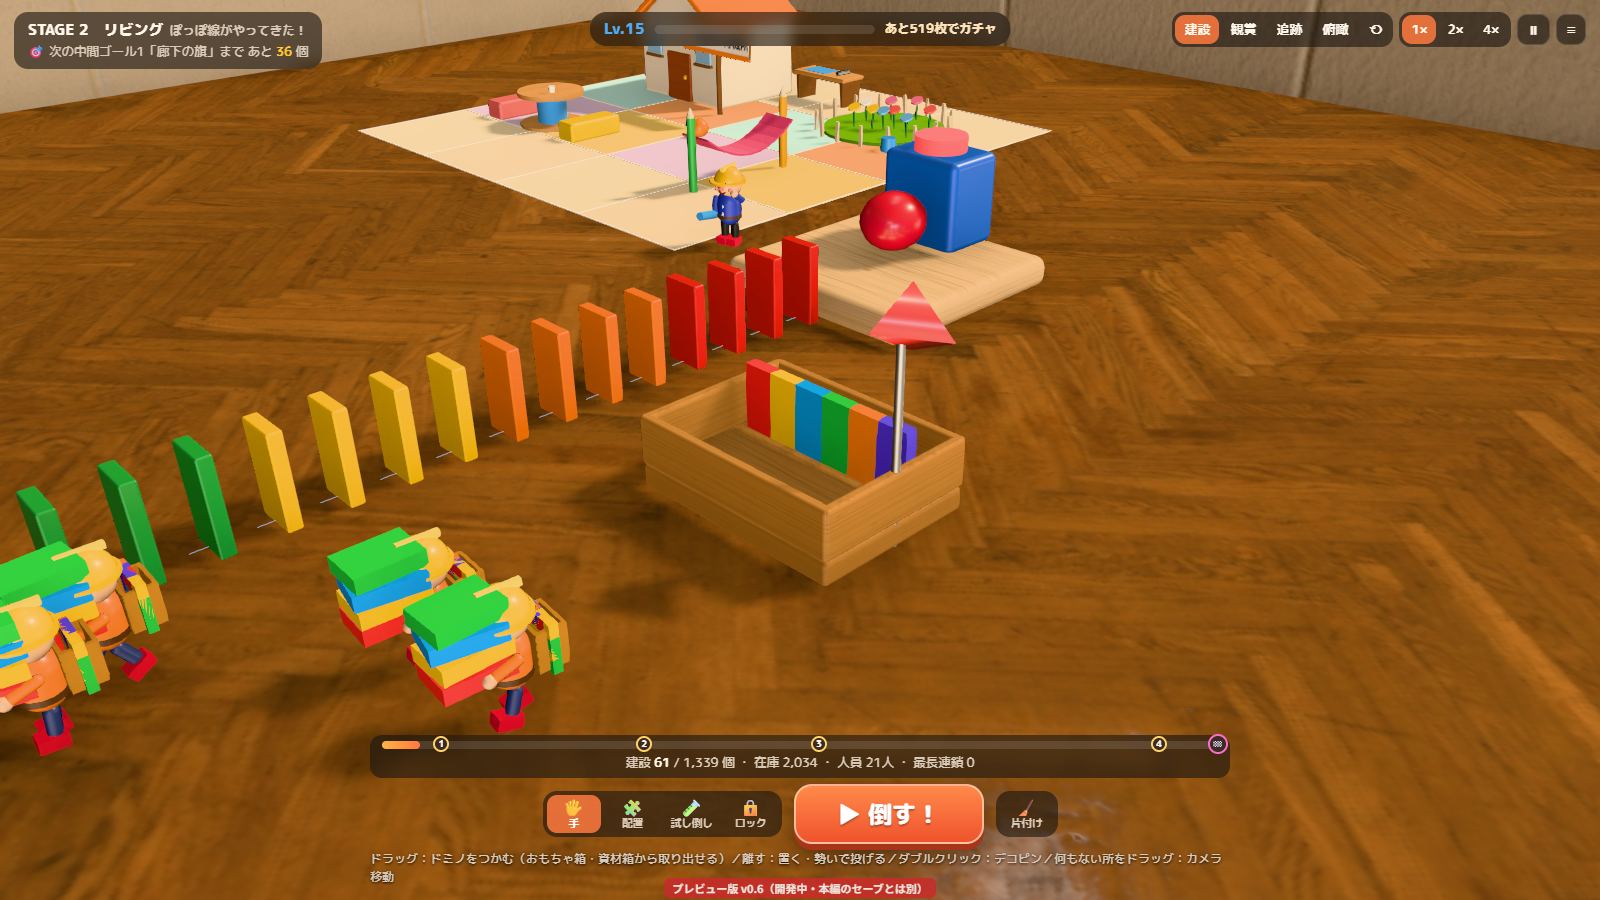 STAGE 2 リビング ぽっぽ線がやってきた！
🎯 次の中間ゴール1「廊下の旗」まで あと 36 個
Lv.15 あと519枚でガチャ
建設 観賞 追跡 俯瞰
1× 2× 4×
1 2 3 4
建設 61 / 1,339 個 ・ 在庫 2,034 ・ 人員 21人 ・ 最長連鎖 0
手 配置 試し倒し ロック
▶ 倒す！
片付け
ドラッグ：ドミノをつかむ（おもちゃ箱・資材箱から取り出せる）／離す：置く・勢いで投げる／ダブルクリック：デコピン／何もない所をドラッグ：カメラ
移動
プレビュー版 v0.6（開発中・本編のセーブとは別）